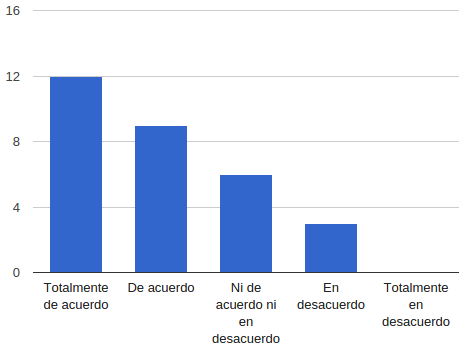 16
12
8
4
0
Totalmente
de acuerdo
De acuerdo
Ni de
acuerdo ni
en
desacuerdo
En
desacuerdo
Totalmente
en
desacuerdo